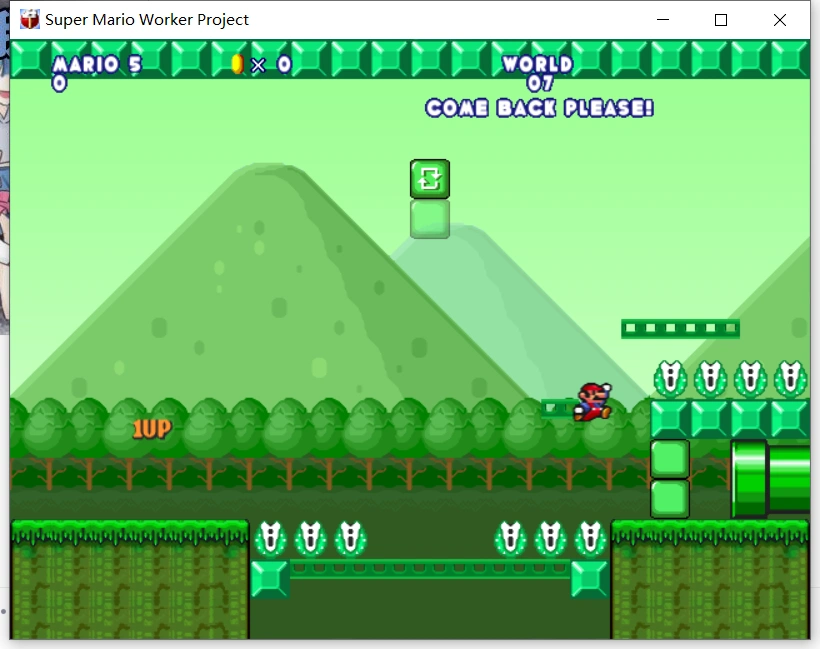 Super Mario Worker Project
MARIO 5
× 0
WORLD
0
07
COME BACK PLEASE!
1UP